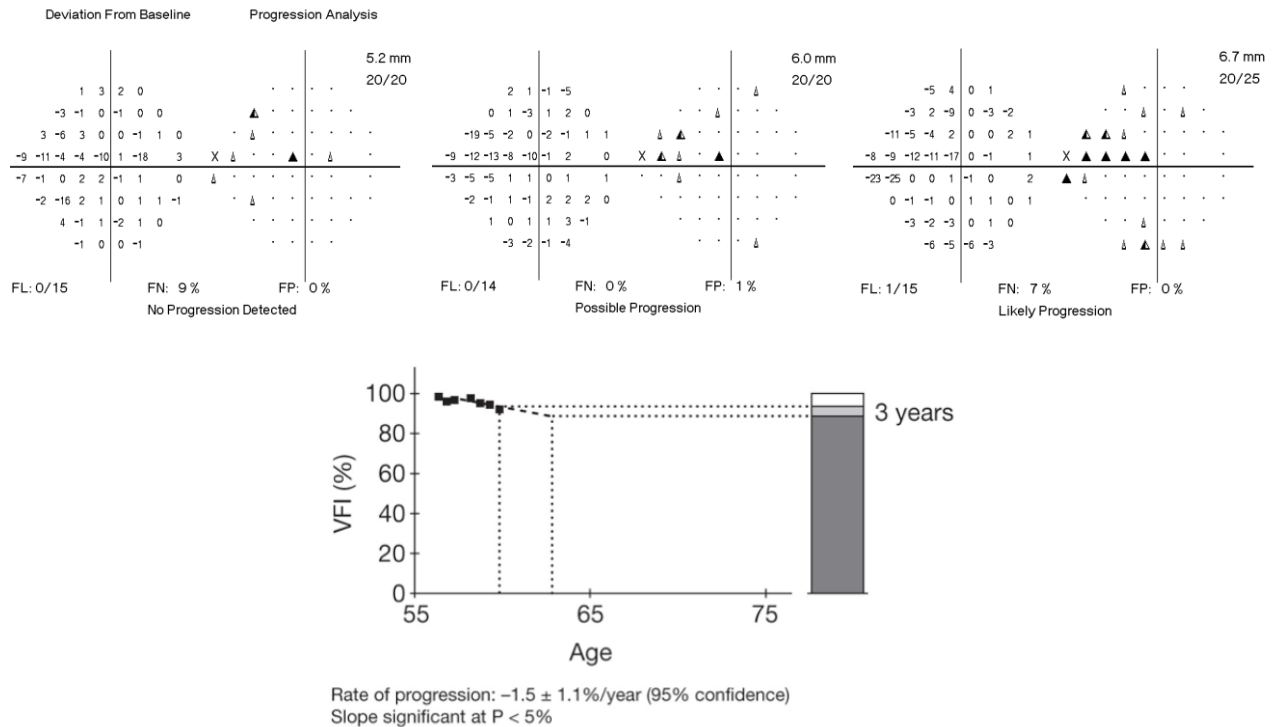 Deviation From Baseline
Progression Analysis
5.2 mm
20/20
1 3 2 0
-3 -1 0 -1 0 0
3 -6 3 0 0 -1 1 0
-9 -11 -4 -4 -10 1 -18 3 X
-7 -1 0 2 2 -1 1 0
-2 -16 2 1 0 1 1 -1
4 -1 1 -2 1 0
-1 0 0 -1
FL: 0/15 FN: 9 % FP: 0 %
No Progression Detected
6.0 mm
20/20
2 1 -1 -5
0 1 -3 1 2 0
-19 -5 -2 0 -2 -1 1 1
-9 -12 -13 -8 -10 -1 2 0 X
-3 -5 -5 1 1 0 1 1
-2 -1 1 -1 2 2 2 0
1 0 1 1 3 -1
-3 -2 -1 -4
FL: 0/14 FN: 0 % FP: 1 %
Possible Progression
6.7 mm
20/25
-5 4 0 1
-3 2 -9 0 -3 -2
-11 -5 -4 2 0 0 2 1
-8 -9 -12 -11 -17 0 -1 1 X
-23 -25 0 0 1 -1 0 2
0 -1 -1 0 1 1 0 1
-3 -2 -3 0 1 0
-6 -5 -6 -3
FL: 1/15 FN: 7 % FP: 0 %
Likely Progression
VFI (%)
100
80
60
40
20
0
55 65 75
Age
3 years
Rate of progression: –1.5 ± 1.1%/year (95% confidence)
Slope significant at P < 5%